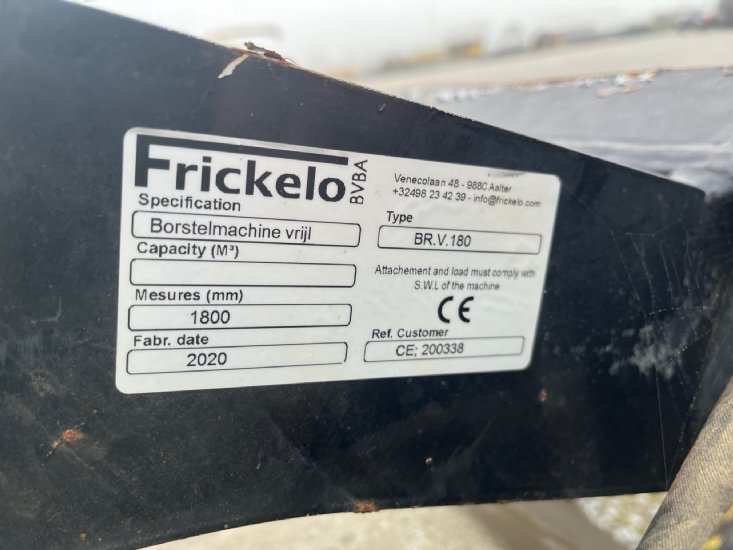 Frickelo BVBA
Venecolaan 48 - 9880 Aalter
+32498 23 42 39 - info@frickelo.com
Specification
Borstelmachine vrijl
Type
BR.V.180
Capacity (M³)
Attachement and load must comply with
S.W.L of the machine
CE
Mesures (mm)
1800
Fabr. date
2020
Ref. Customer
CE; 200338